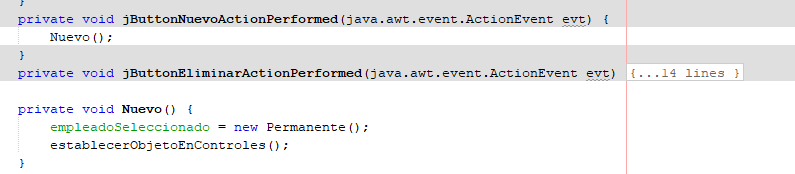 }
private void jButtonNuevoActionPerformed(java.awt.event.ActionEvent evt) {
    Nuevo();
}
private void jButtonEliminarActionPerformed(java.awt.event.ActionEvent evt) {...14 lines }

private void Nuevo() {
    empleadoSeleccionado = new Permanente();
    establecerObjetoEnControles();
}